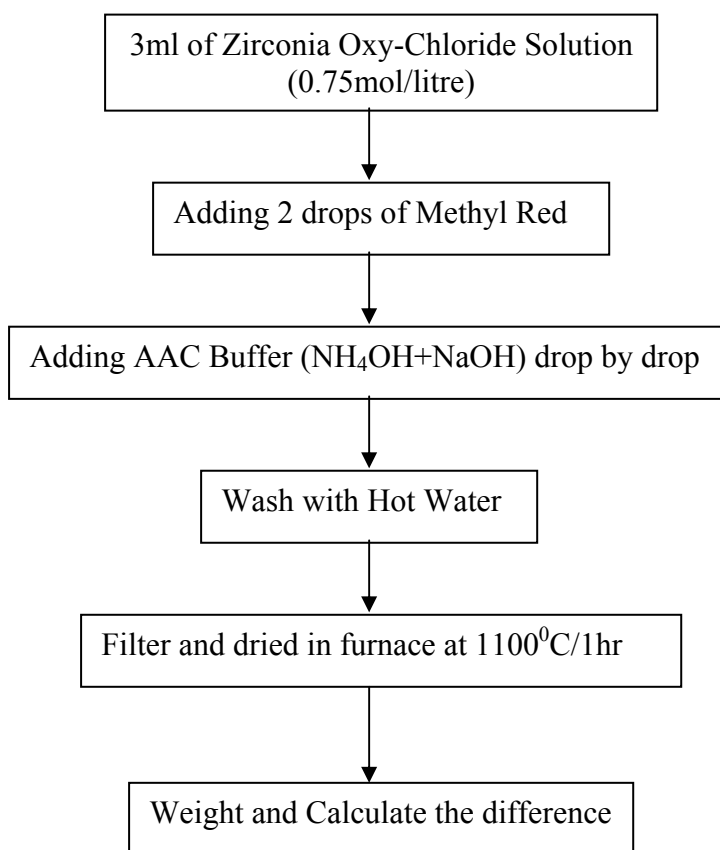 3ml of Zirconia Oxy-Chloride Solution
(0.75mol/litre)
Adding 2 drops of Methyl Red
Adding AAC Buffer (NH₄OH+NaOH) drop by drop
Wash with Hot Water
Filter and dried in furnace at 1100⁰C/1hr
Weight and Calculate the difference